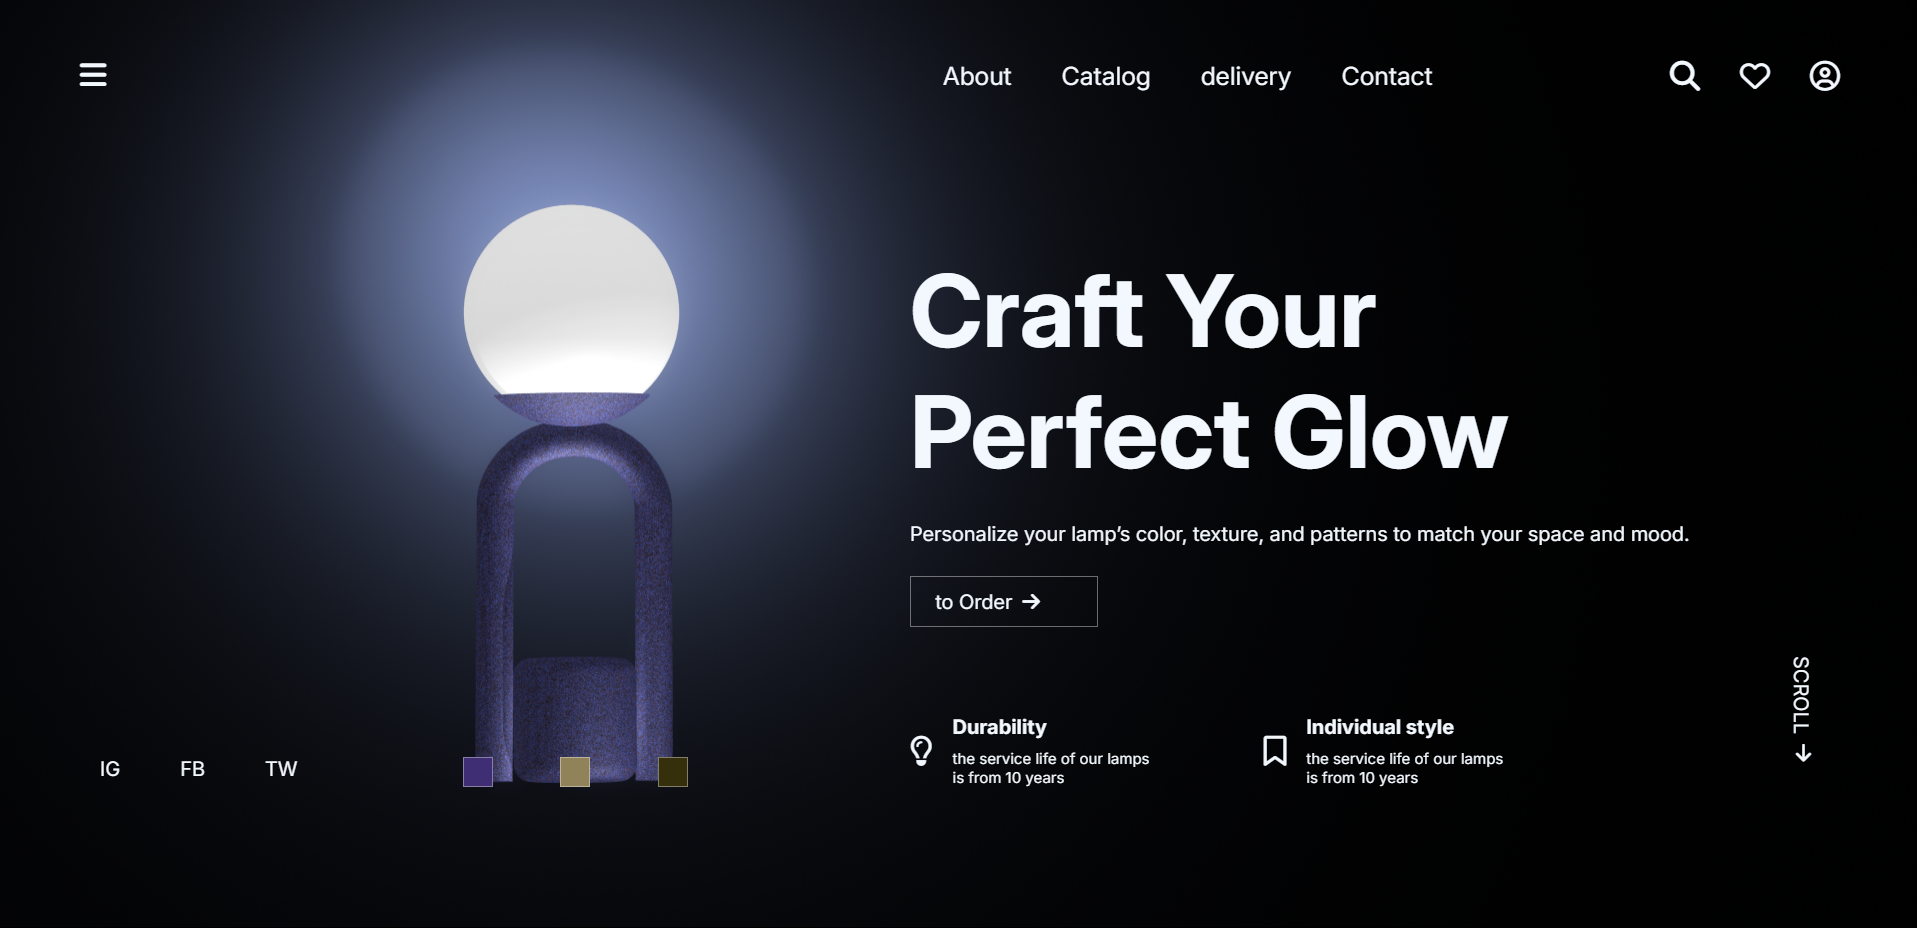 About
Catalog
delivery
Contact
Craft Your
Perfect Glow
Personalize your lamp’s color, texture, and patterns to match your space and mood.
to Order
Durability
the service life of our lamps
is from 10 years
Individual style
the service life of our lamps
is from 10 years
SCROLL
IG
FB
TW